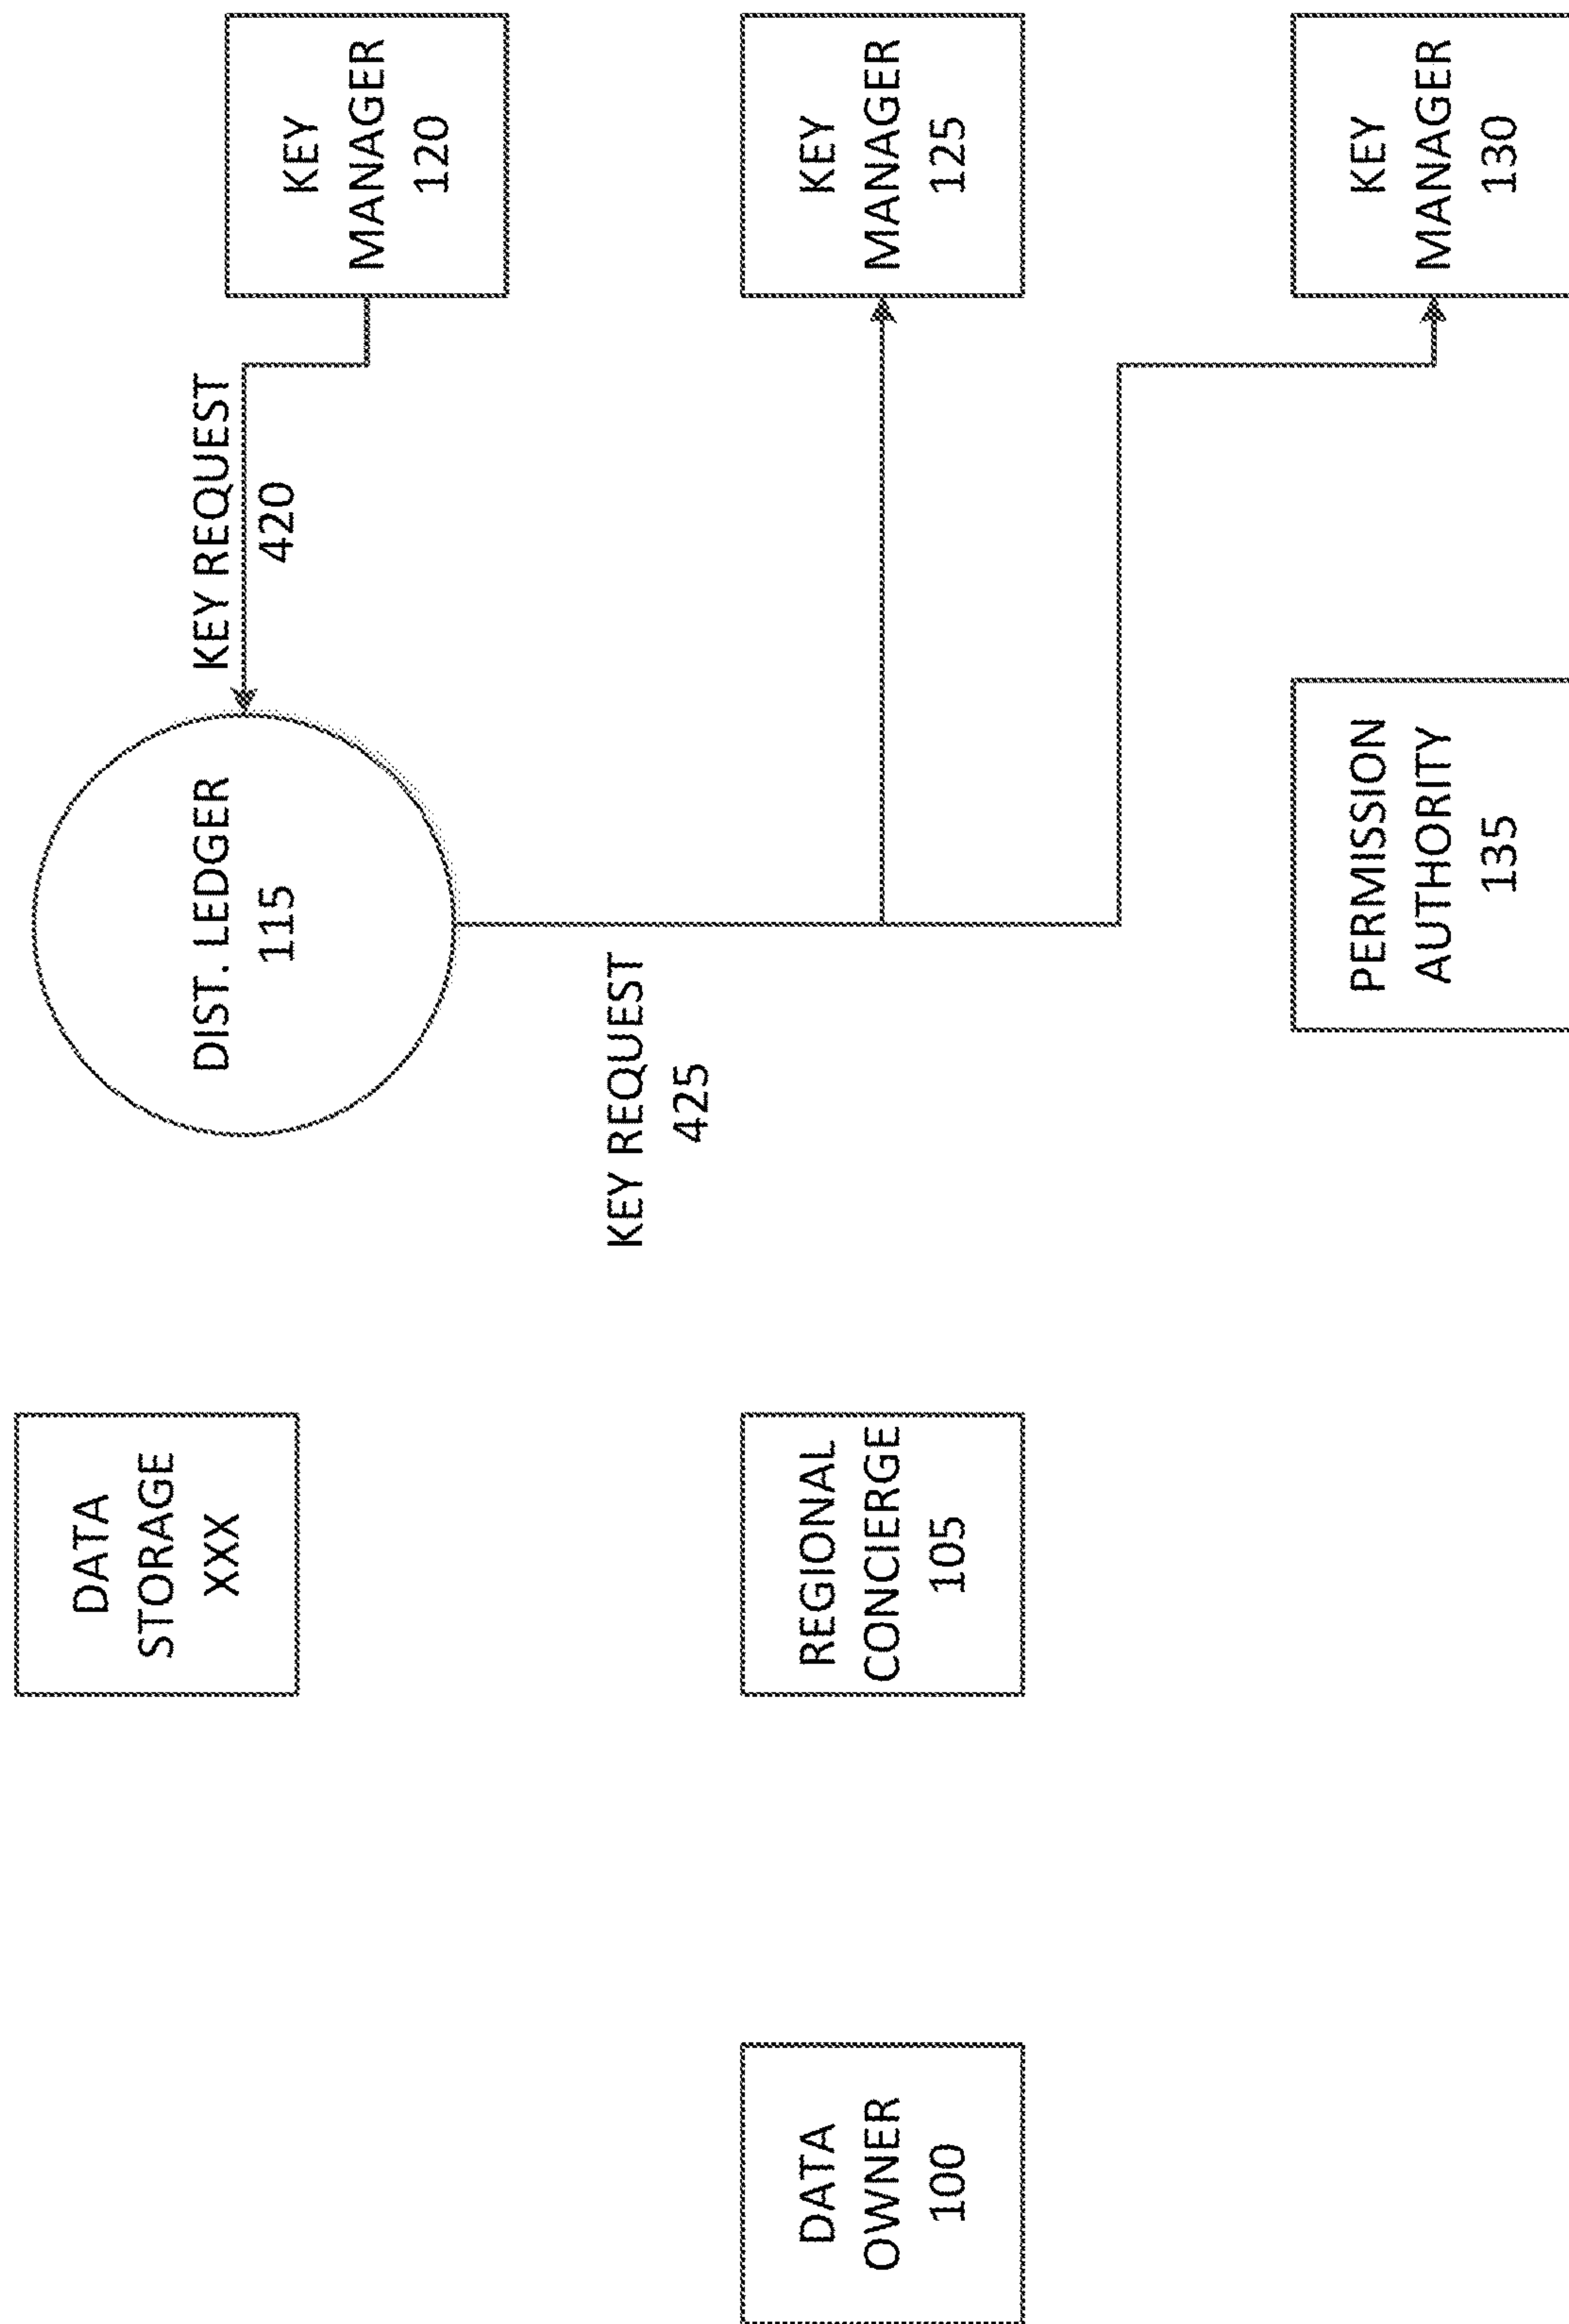 DATA
STORAGE
XXX
DIST. LEDGER
115
KEY REQUEST
420
KEY
MANAGER
120
KEY REQUEST
425
DATA
OWNER
100
REGIONAL
CONCIERGE
105
KEY
MANAGER
125
PERMISSION
AUTHORITY
135
KEY
MANAGER
130